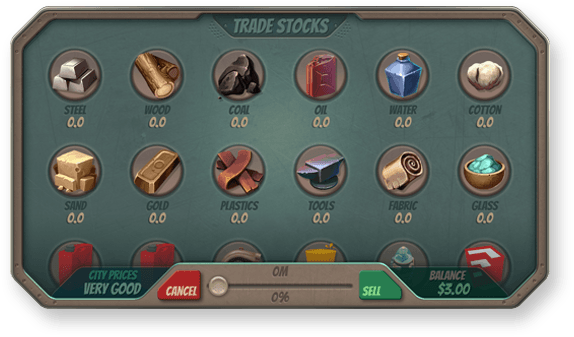 TRADE STOCKS
STEEL WOOD COAL OIL WATER COTTON
0.0 0.0 0.0 0.0 0.0 0.0
SAND GOLD PLASTICS TOOLS FABRIC GLASS
0.0 0.0 0.0 0.0 0.0 0.0
CITY PRICES
VERY GOOD
CANCEL
0M
0%
SELL
BALANCE
$3.00